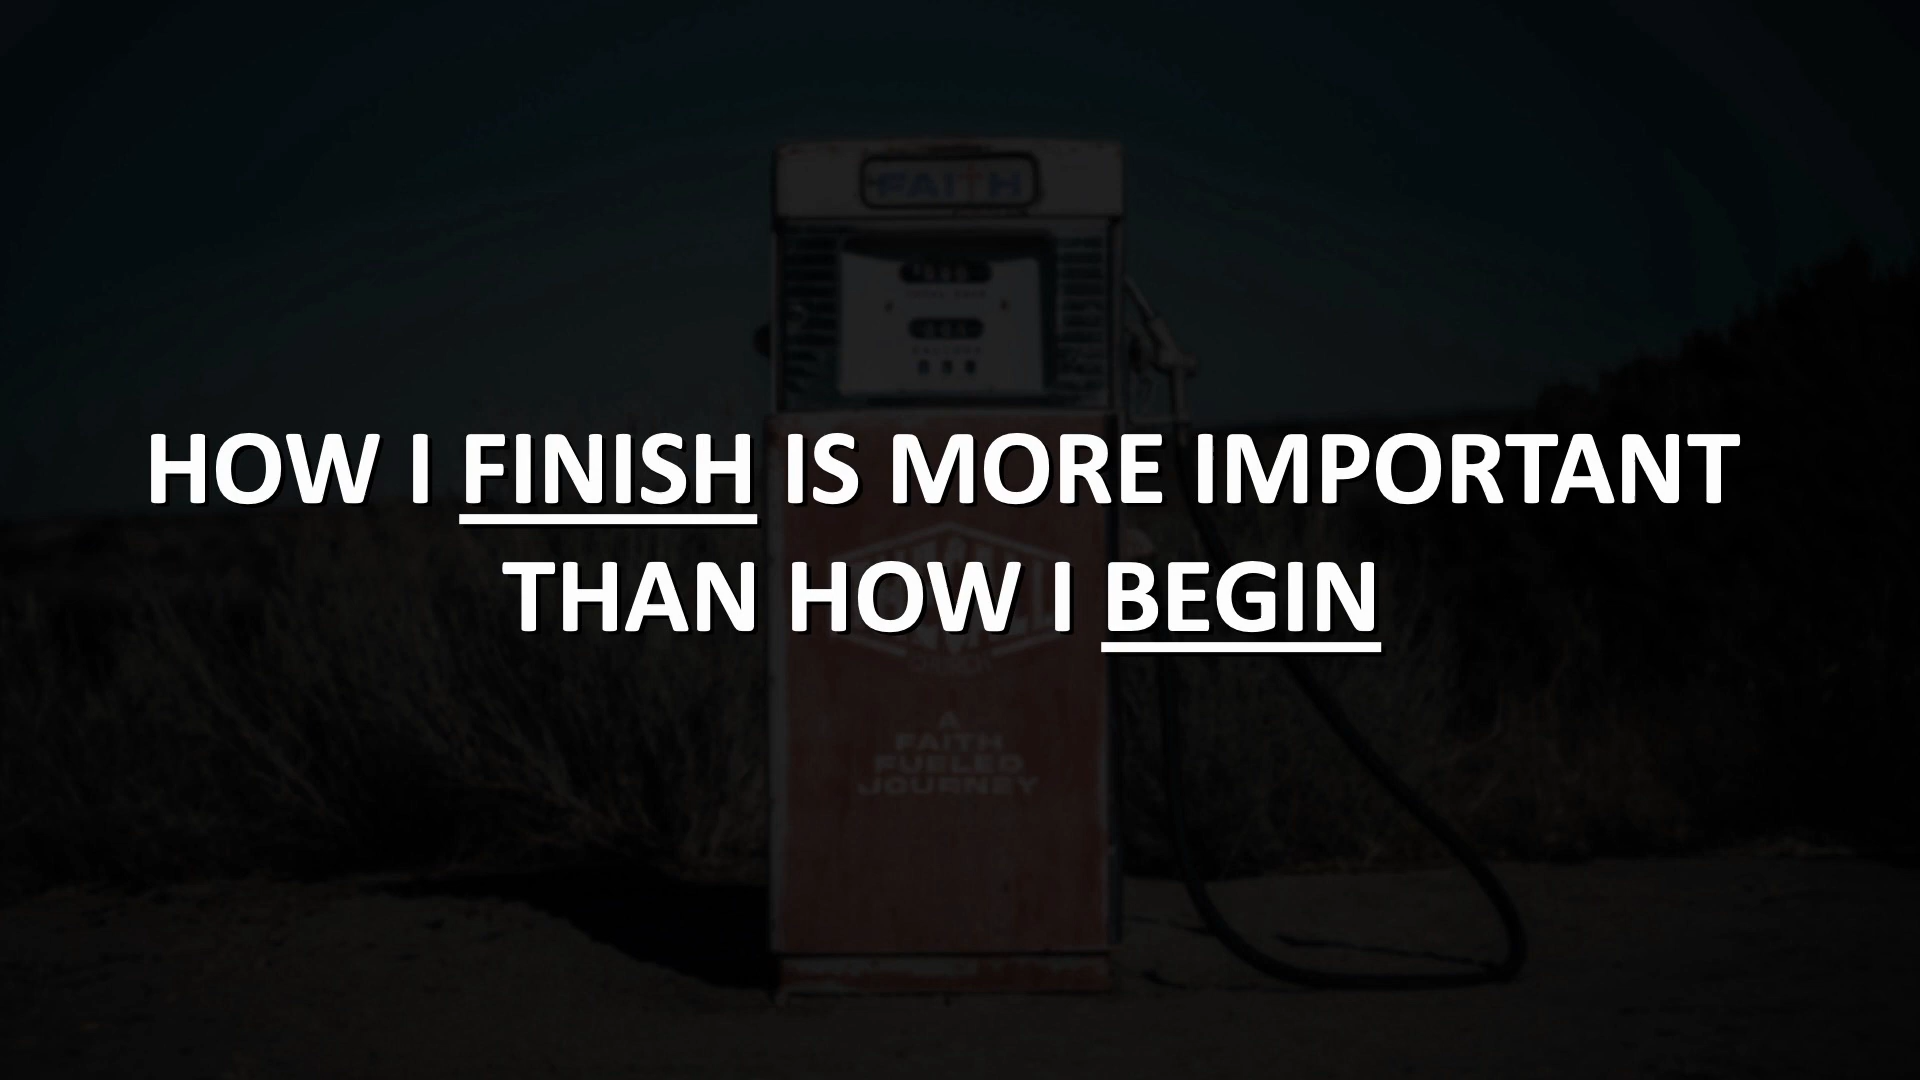 FAITH
HOW I FINISH IS MORE IMPORTANT
THAN HOW I BEGIN
A
FAITH
FUELED
JOURNEY